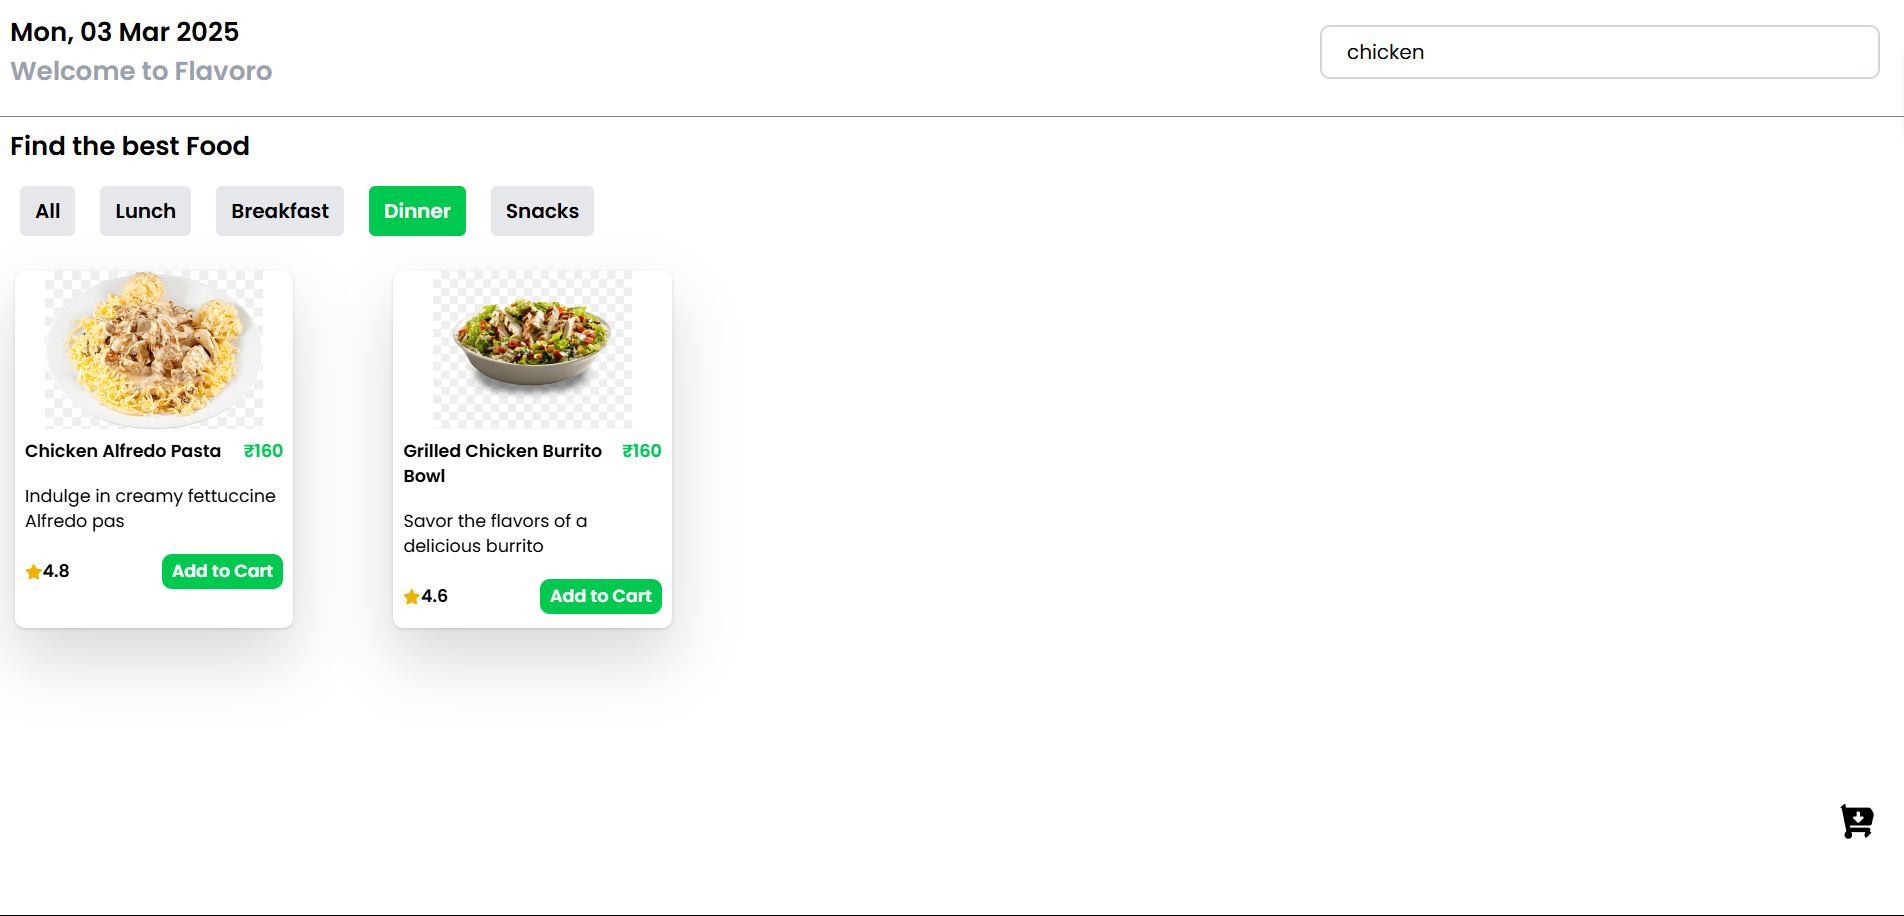 Mon, 03 Mar 2025
Welcome to Flavoro
chicken
Find the best Food
All
Lunch
Breakfast
Dinner
Snacks
Chicken Alfredo Pasta
₹160
Indulge in creamy fettuccine
Alfredo pas
4.8
Add to Cart
Grilled Chicken Burrito
Bowl
₹160
Savor the flavors of a
delicious burrito
4.6
Add to Cart